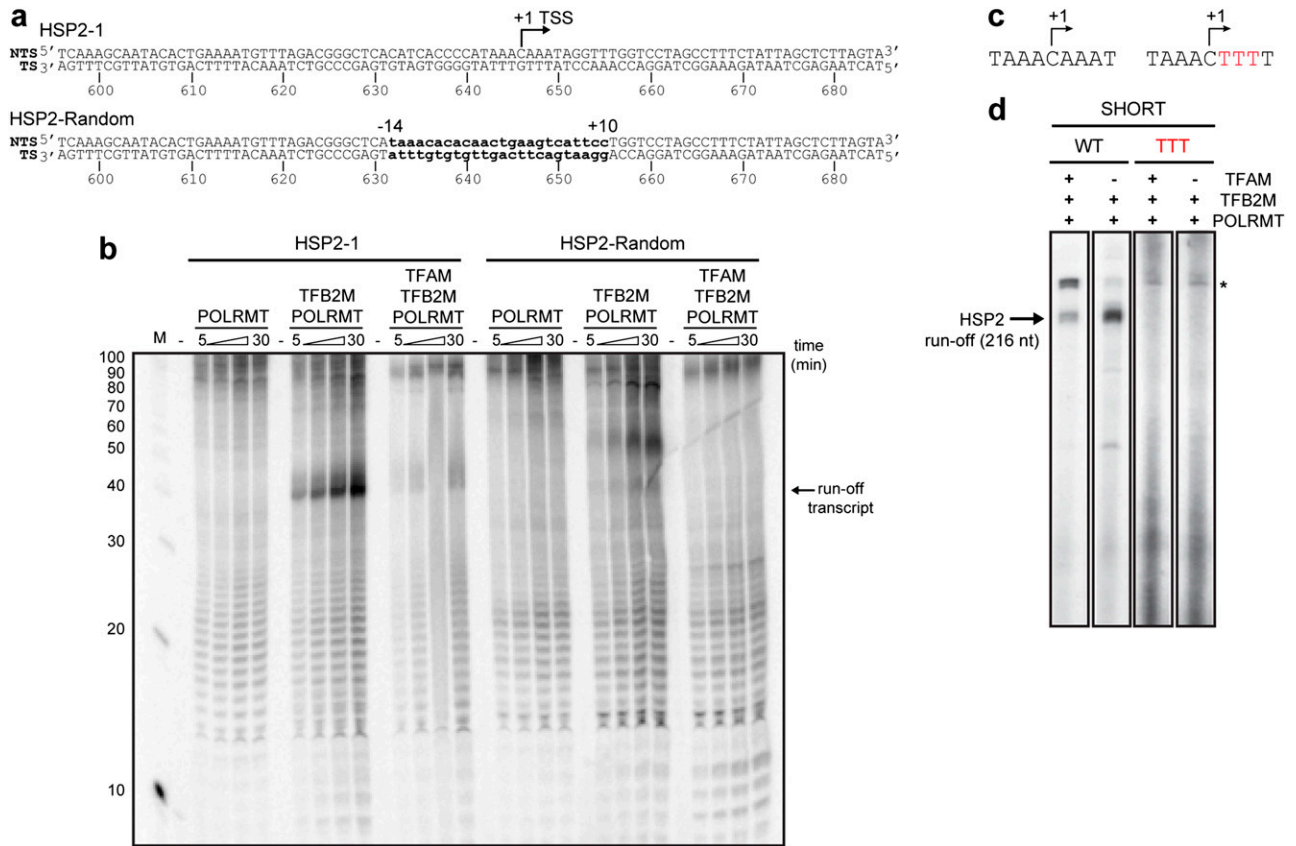 a
HSP2-1
+1 TSS
NTS 5' TCAAAGCAATACACTGAAAATGTTTAGACGGGCTCACATCACCCCATAAACAAATAGGTTTGGTCCTAGCCTTTCTATTAGCTCTTAGTA 3'
TS 3' AGTTTCGTTATGTGACTTTTACAAATCTGCCCGAGTGTAGTGGGGTATTTGTTTATCCAAACCAGGATCGGAAAGATAATCGAGAATCAT 5'
600 610 620 630 640 650 660 670 680
HSP2-Random
-14 +10
NTS 5' TCAAAGCAATACACTGAAAATGTTTAGACGGGCTCAtaaacacacaactgaagtcattccTGGTCCTAGCCTTTCTATTAGCTCTTAGTA 3'
TS 3' AGTTTCGTTATGTGACTTTTACAAATCTGCCCGAGTatttgtgtgttgacttcagtaaggACCAGGATCGGAAAGATAATCGAGAATCAT 5'
600 610 620 630 640 650 660 670 680
b
HSP2-1 HSP2-Random
TFAM TFAM
TFB2M TFB2M TFB2M TFB2M
POLRMT POLRMT POLRMT POLRMT POLRMT POLRMT
M - 5 30 - 5 30 - 5 30 - 5 30 - 5 30 - 5 30 time
(min)
100
90
80
70
60
50
40
30
20
10
run-off
transcript
c
+1 +1
TAAACAAAT TAAACTTTT
d
SHORT
WT TTT
+ - + - TFAM
+ + + + TFB2M
+ + + + POLRMT
*
HSP2
run-off (216 nt)